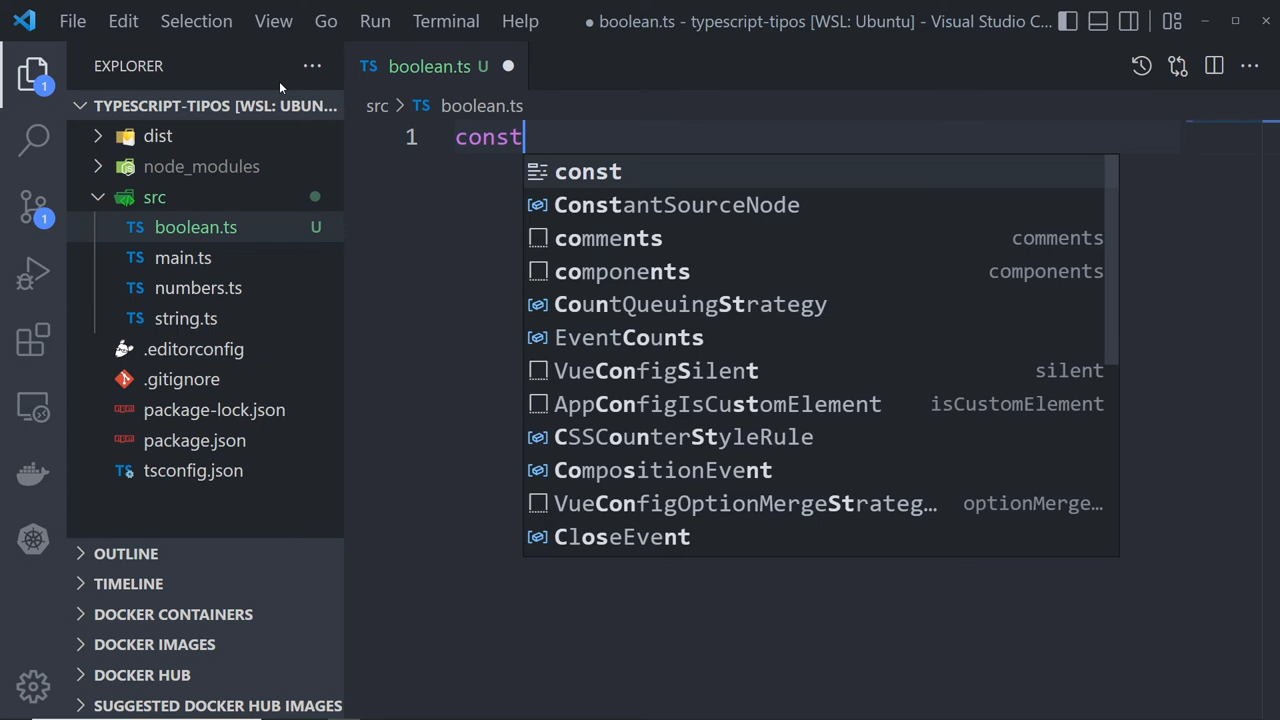 File Edit Selection View Go Run Terminal Help ● boolean.ts - typescript-tipos [WSL: Ubuntu] - Visual Studio C...
EXPLORER
TS boolean.ts U
TYPESCRIPT-TIPOS [WSL: UBUN...
src > TS boolean.ts
dist
node_modules
src
TS boolean.ts U
TS main.ts
TS numbers.ts
TS string.ts
.editorconfig
.gitignore
package-lock.json
package.json
TS tsconfig.json
OUTLINE
TIMELINE
DOCKER CONTAINERS
DOCKER IMAGES
DOCKER HUB
SUGGESTED DOCKER HUB IMAGES
1
1
1 const
const
ConstantSourceNode
comments comments
components components
CountQueuingStrategy
EventCounts
VueConfigSilent silent
AppConfigIsCustomElement isCustomElement
CSSCounterStyleRule
CompositionEvent
VueConfigOptionMergeStrateg... optionMerge...
CloseEvent